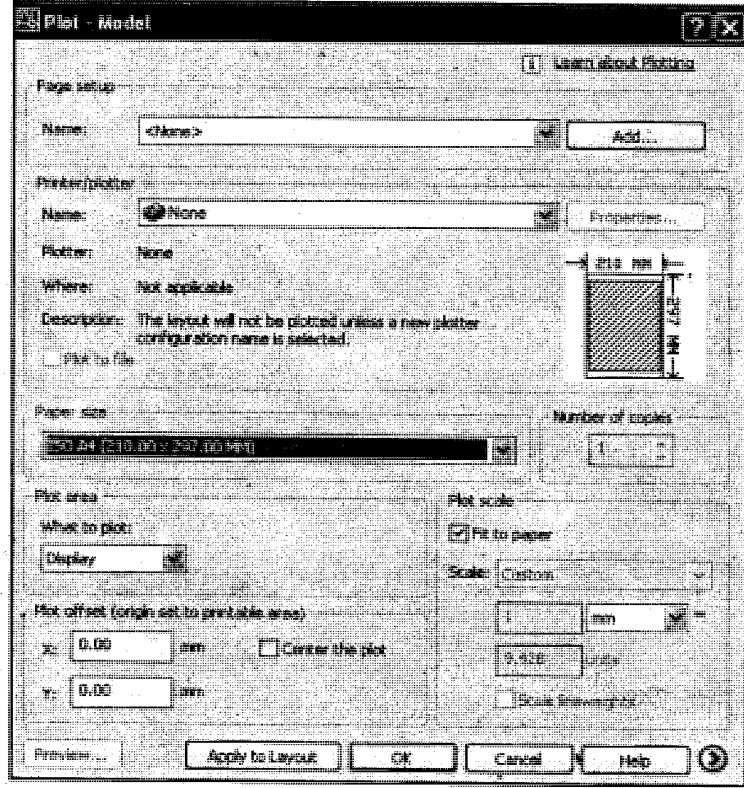 Plot - Model
Learn about Plotting
Page setup
Name: <None> Add...
Printer/plotter
Name: None Properties...
Plotter: None
Where: Not applicable
Description: The layout will not be plotted unless a new plotter
configuration name is selected.
Plot to file
210 MM
297 MM
Paper size
ISO A4 (210.00 x 297.00 MM)
Number of copies
1
Plot area
What to plot:
Display
Plot scale
Fit to paper
Scale: Custom
1 mm =
units
Scale lineweights
Plot offset (origin set to printable area)
X: 0.00 mm Center the plot
Y: 0.00 mm
Preview... Apply to Layout OK Cancel Help